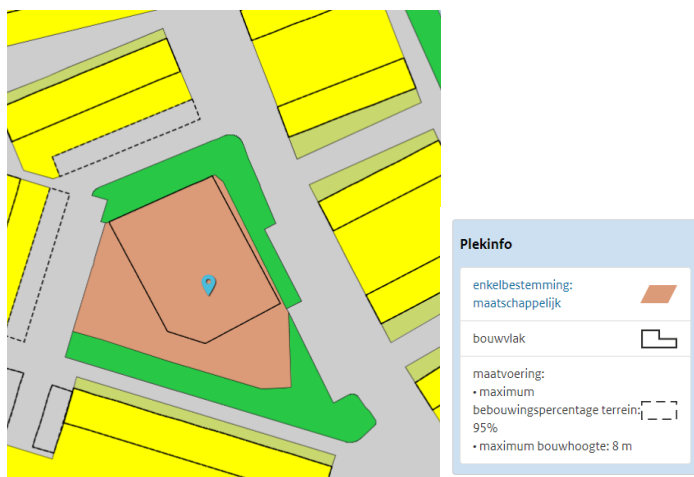 Plekinfo
enkelbestemming:
maatschappelijk
bouwvlak
maatvoering:
• maximum
bebouwingspercentage terrein:
95%
• maximum bouwhoogte: 8 m